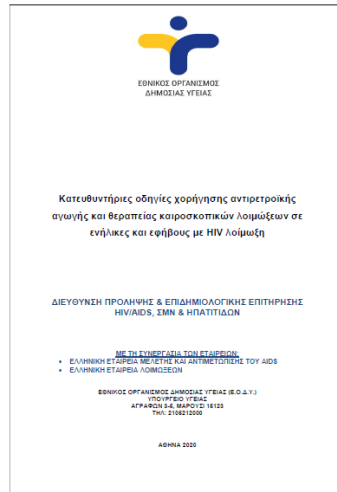 ΕΘΝΙΚΟΣ ΟΡΓΑΝΙΣΜΟΣ
ΔΗΜΟΣΙΑΣ ΥΓΕΙΑΣ
Κατευθυντήριες οδηγίες χορήγησης αντιρετροϊκής
αγωγής και θεραπείας καιροσκοπικών λοιμώξεων σε
ενήλικες και εφήβους με HIV λοίμωξη
ΔΙΕΥΘΥΝΣΗ ΠΡΟΛΗΨΗΣ & ΕΠΙΔΗΜΙΟΛΟΓΙΚΗΣ ΕΠΙΤΗΡΗΣΗΣ
HIV/AIDS, ΣΜΝ & ΗΠΑΤΙΤΙΔΩΝ
ΜΕ ΤΗ ΣΥΝΕΡΓΑΣΙΑ ΤΩΝ ΕΤΑΙΡΕΙΩΝ:
• ΕΛΛΗΝΙΚΗ ΕΤΑΙΡΕΙΑ ΜΕΛΕΤΗΣ ΚΑΙ ΑΝΤΙΜΕΤΩΠΙΣΗΣ ΤΟΥ AIDS
• ΕΛΛΗΝΙΚΗ ΕΤΑΙΡΕΙΑ ΛΟΙΜΩΞΕΩΝ
ΕΘΝΙΚΟΣ ΟΡΓΑΝΙΣΜΟΣ ΔΗΜΟΣΙΑΣ ΥΓΕΙΑΣ (Ε.Ο.Δ.Υ.)
ΥΠΟΥΡΓΕΙΟ ΥΓΕΙΑΣ
ΑΓΡΑΦΩΝ 3-5, ΜΑΡΟΥΣΙ 15123
ΤΗΛ: 2105212000
ΑΘΗΝΑ 2020